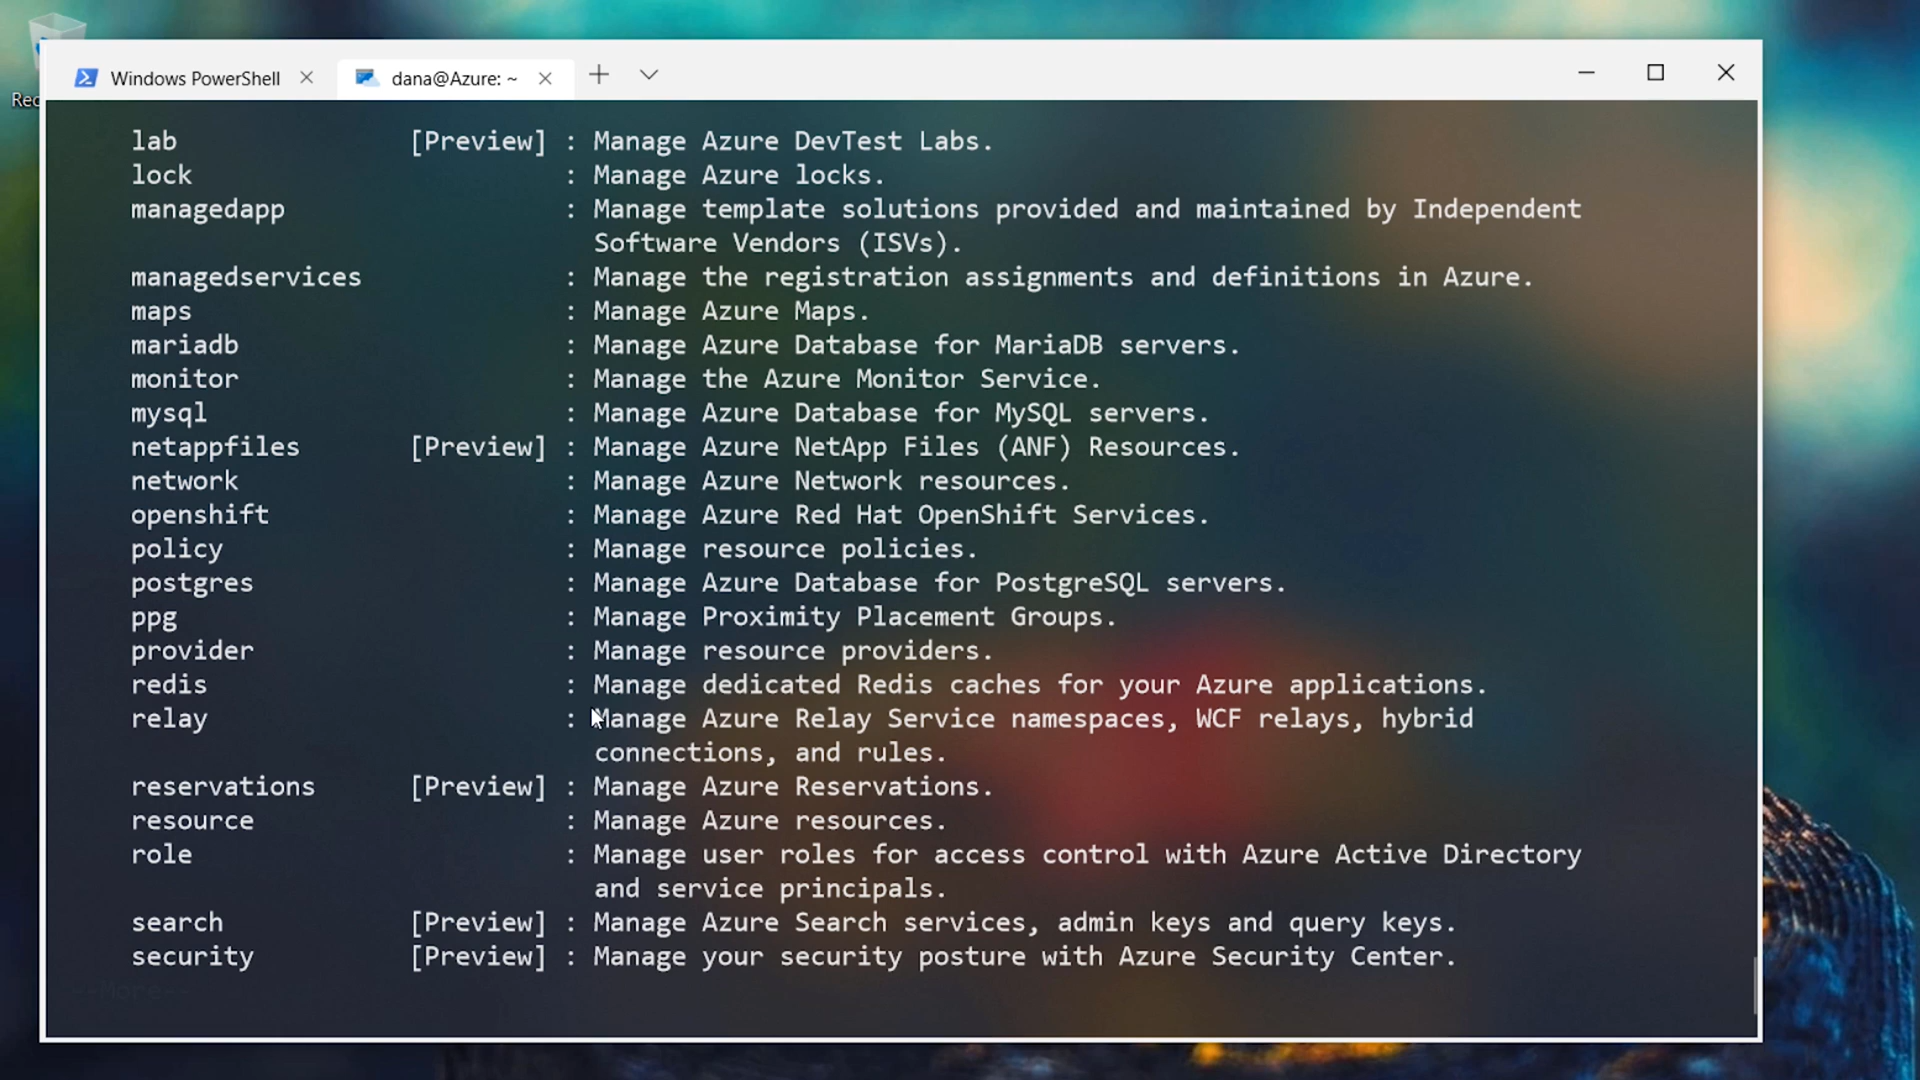 Rec
Windows PowerShell
dana@Azure: ~
lab [Preview] : Manage Azure DevTest Labs.
lock : Manage Azure locks.
managedapp : Manage template solutions provided and maintained by Independent
Software Vendors (ISVs).
managedservices : Manage the registration assignments and definitions in Azure.
maps : Manage Azure Maps.
mariadb : Manage Azure Database for MariaDB servers.
monitor : Manage the Azure Monitor Service.
mysql : Manage Azure Database for MySQL servers.
netappfiles [Preview] : Manage Azure NetApp Files (ANF) Resources.
network : Manage Azure Network resources.
openshift : Manage Azure Red Hat OpenShift Services.
policy : Manage resource policies.
postgres : Manage Azure Database for PostgreSQL servers.
ppg : Manage Proximity Placement Groups.
provider : Manage resource providers.
redis : Manage dedicated Redis caches for your Azure applications.
relay : Manage Azure Relay Service namespaces, WCF relays, hybrid
connections, and rules.
reservations [Preview] : Manage Azure Reservations.
resource : Manage Azure resources.
role : Manage user roles for access control with Azure Active Directory
and service principals.
search [Preview] : Manage Azure Search services, admin keys and query keys.
security [Preview] : Manage your security posture with Azure Security Center.
--More--